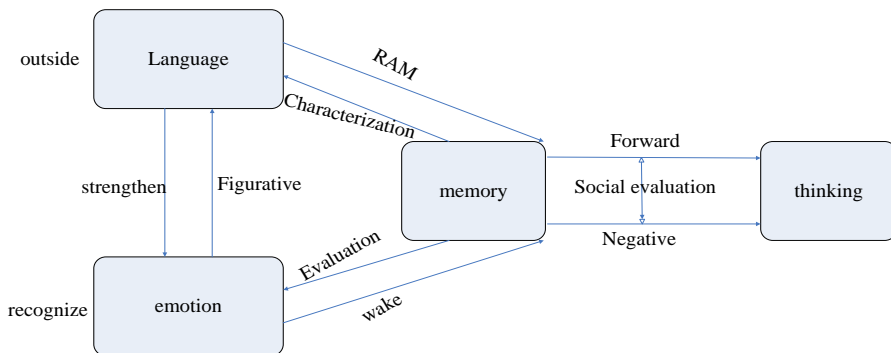 outside
Language
RAM
Characterization
strengthen
Figurative
memory
Forward
Social evaluation
Negative
thinking
Evaluation
wake
recognize
emotion